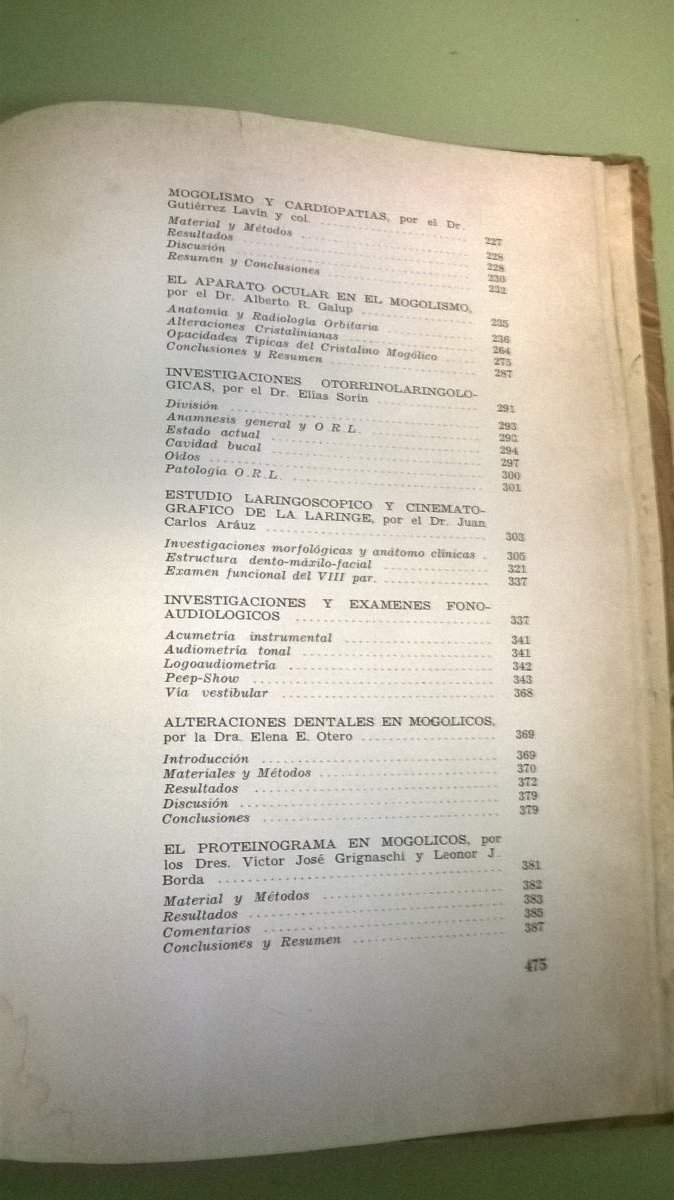 MOGOLISMO Y CARDIOPATIAS, por el Dr.
Gutiérrez Lavín y col. 227
Material y Métodos 228
Resultados 228
Discusión 230
Resumen y Conclusiones 232
EL APARATO OCULAR EN EL MOGOLISMO,
por el Dr. Alberto R. Galup 235
Anatomía y Radiología Orbitaria 236
Alteraciones Cristalinianas 264
Opacidades Típicas del Cristalino Mogólico 275
Conclusiones y Resumen 287
INVESTIGACIONES OTORRINOLARINGOLO-
GICAS, por el Dr. Elías Sorín 291
División 293
Anamnesis general y O.R.L. 293
Estado actual 294
Cavidad bucal 297
Oídos 300
Patología O.R.L. 301
ESTUDIO LARINGOSCOPICO Y CINEMATO-
GRAFICO DE LA LARINGE, por el Dr. Juan
Carlos Aráuz 303
Investigaciones morfológicas y anátomo clínicas . 305
Estructura dento-máxilo-facial 321
Examen funcional del VIII par. 337
INVESTIGACIONES Y EXAMENES FONO-
AUDIOLOGICOS 337
Acumetría instrumental 341
Audiometría tonal 341
Logoaudiometría 342
Peep-Show 343
Vía vestibular 368
ALTERACIONES DENTALES EN MOGOLICOS,
por la Dra. Elena E. Otero 369
Introducción 369
Materiales y Métodos 370
Resultados 372
Discusión 379
Conclusiones 379
EL PROTEINOGRAMA EN MOGOLICOS, por
los Dres. Victor José Grignaschi y Leonor J.
Borda 381
Material y Métodos 382
Resultados 383
Comentarios 385
Conclusiones y Resumen 387
475